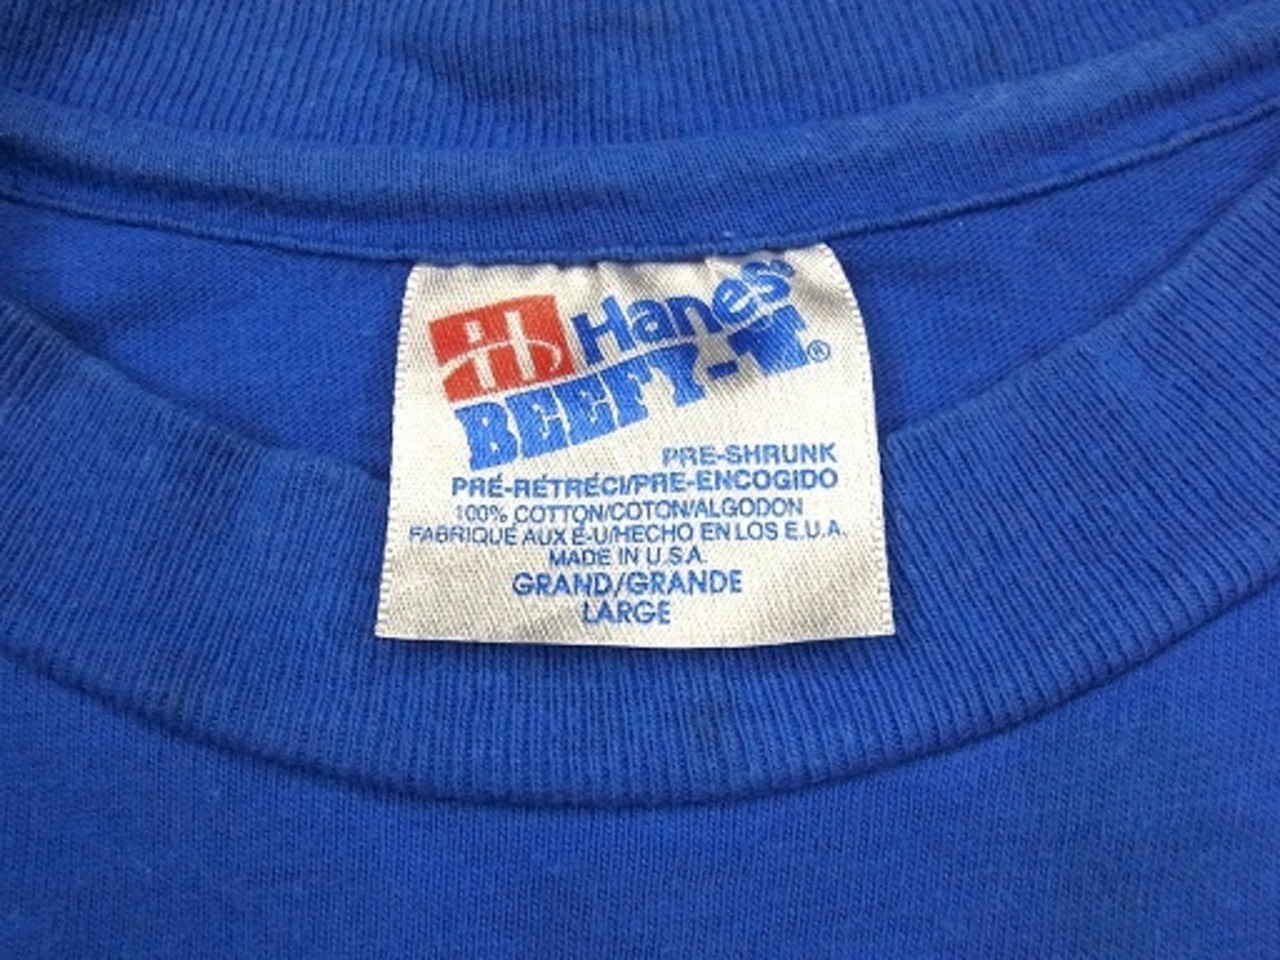 Hanes®
BEEFY-T®
PRE-SHRUNK
PRÉ-RÉTRÉCI/PRE-ENCOGIDO
100% COTTON/COTON/ALGODON
FABRIQUÉ AUX É-U/HECHO EN LOS E.U.A.
MADE IN U.S.A.
GRAND/GRANDE
LARGE